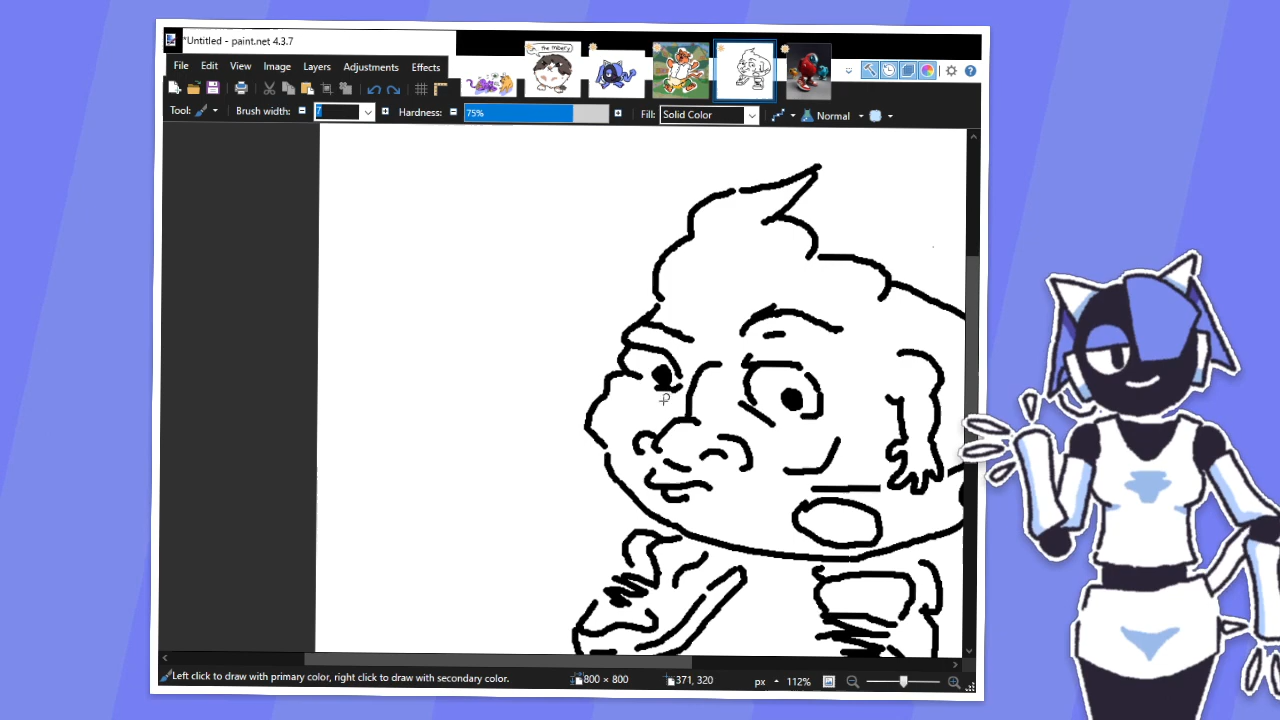 *Untitled - paint.net 4.3.7
File Edit View Image Layers Adjustments Effects
Tool: Brush width: 7 Hardness: 75% Fill: Solid Color Normal
Left click to draw with primary color, right click to draw with secondary color. 800 × 800 371, 320 px 112%